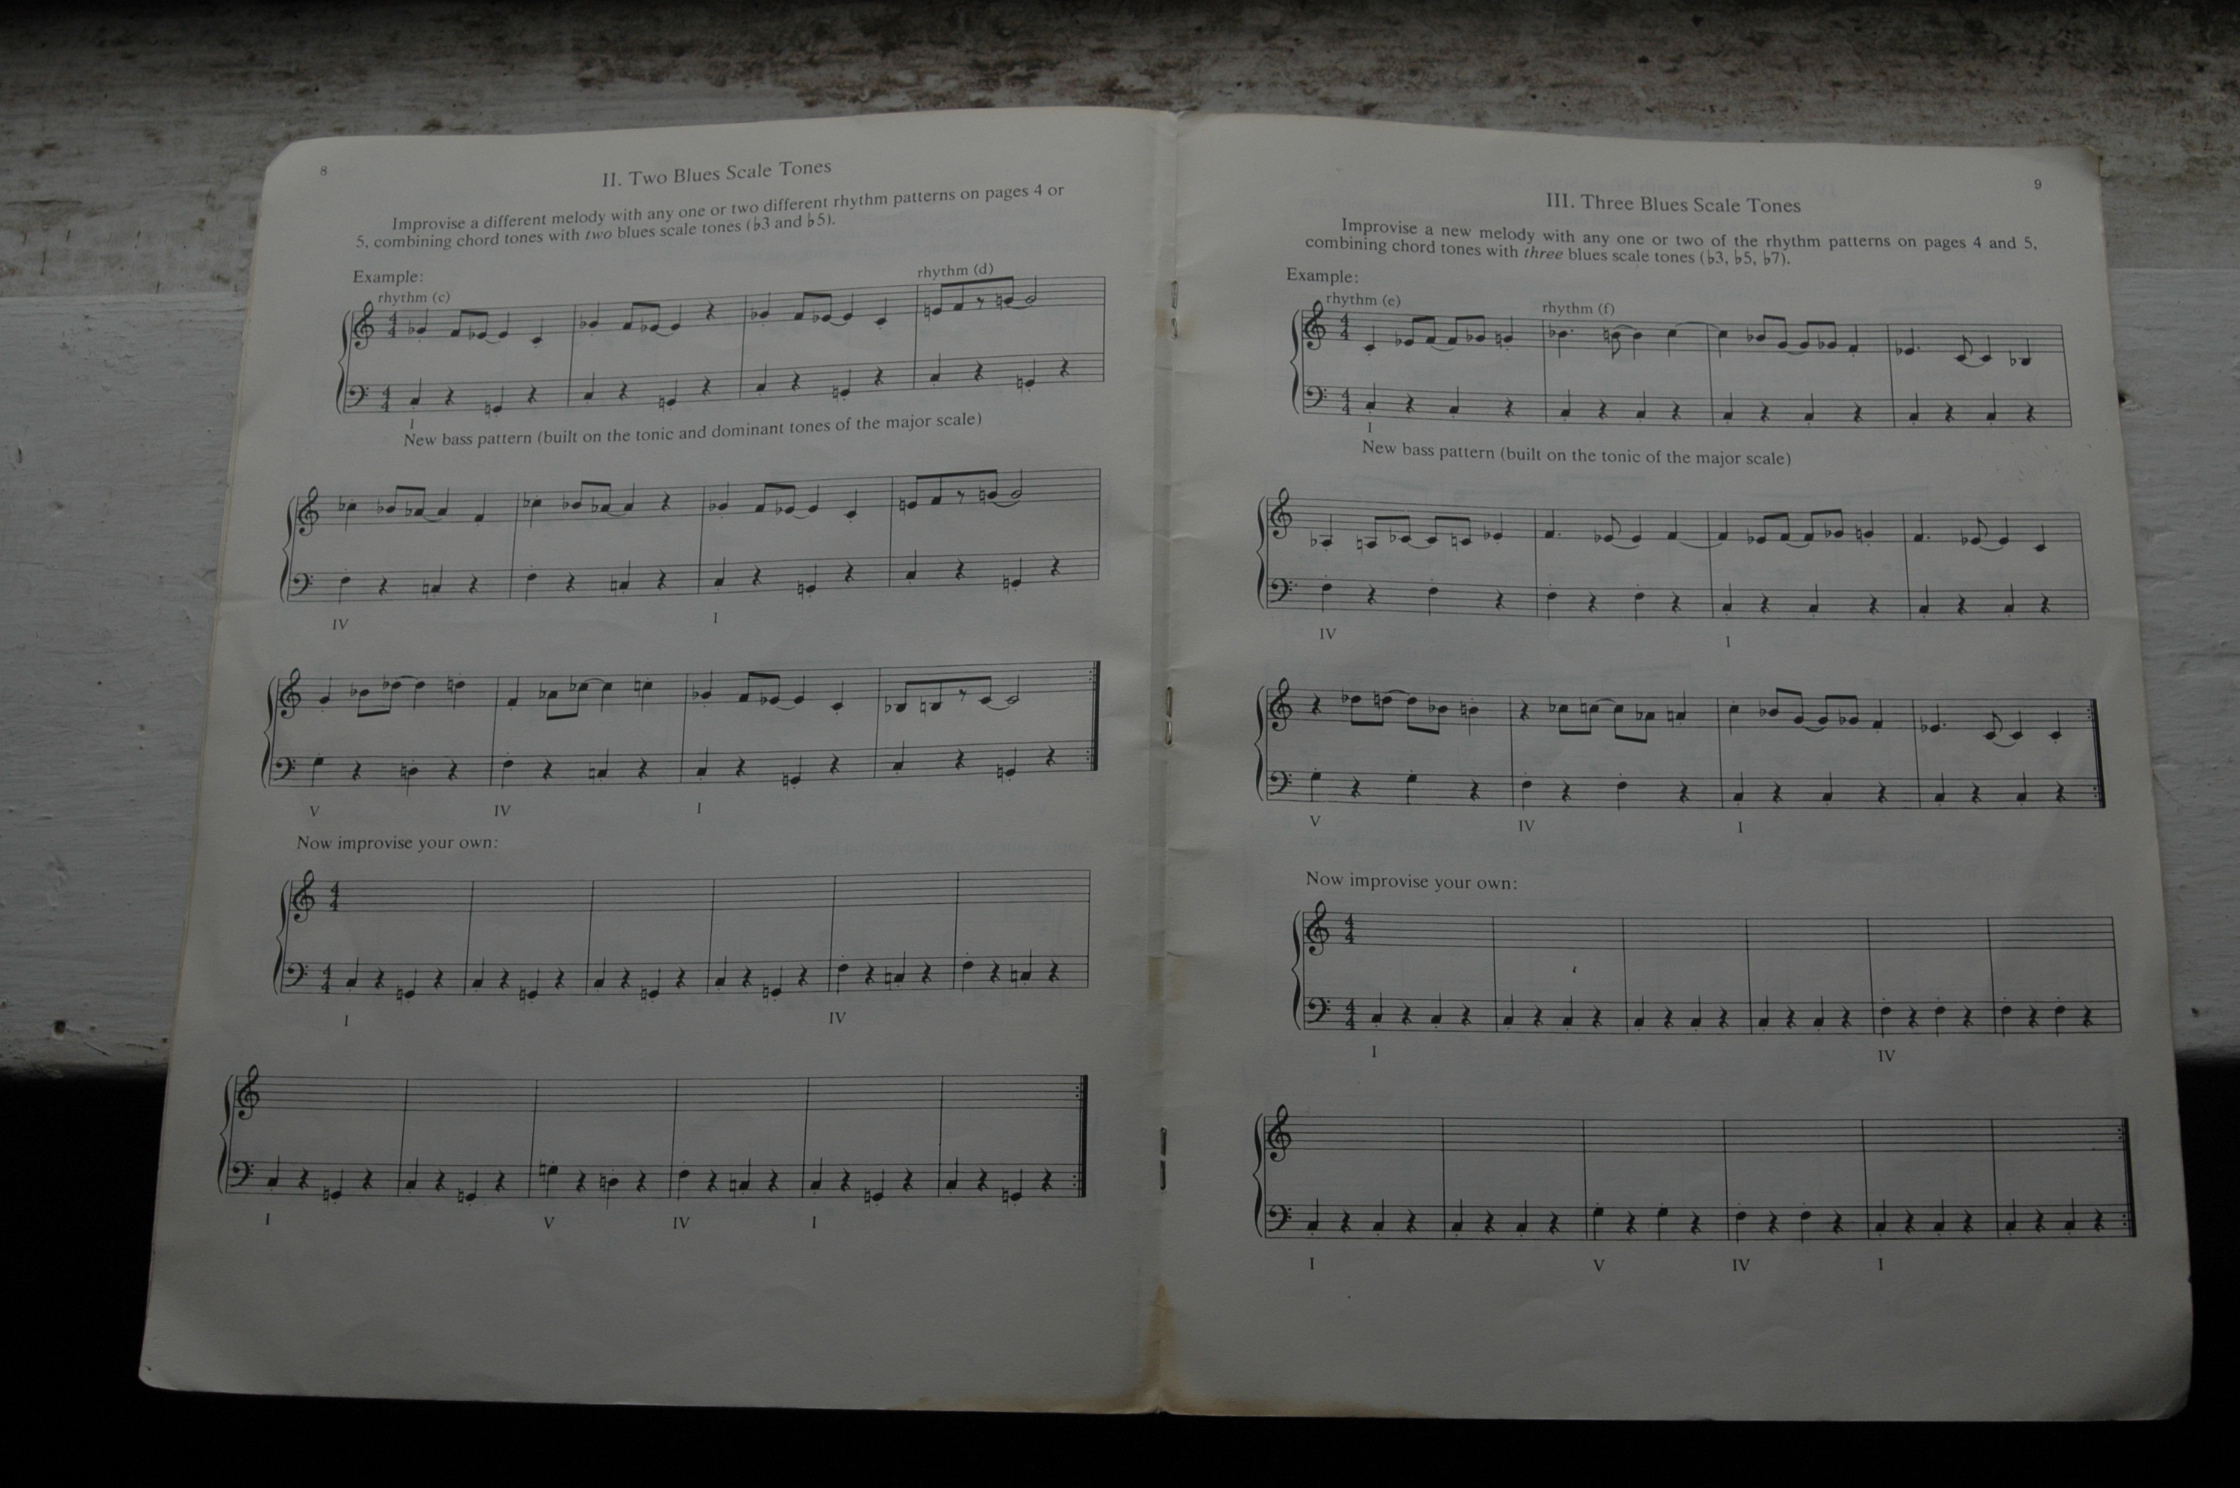 8
II. Two Blues Scale Tones
Improvise a different melody with any one or two different rhythm patterns on pages 4 or
5, combining chord tones with two blues scale tones (♭3 and ♭5).
Example:
rhythm (c)
rhythm (d)
I
New bass pattern (built on the tonic and dominant tones of the major scale)
IV
I
V
IV
I
Now improvise your own:
I
IV
I
V
IV
I
9
III. Three Blues Scale Tones
Improvise a new melody with any one or two of the rhythm patterns on pages 4 and 5,
combining chord tones with three blues scale tones (♭3, ♭5, ♭7).
Example:
rhythm (e)
rhythm (f)
I
New bass pattern (built on the tonic of the major scale)
IV
I
V
IV
I
Now improvise your own:
I
IV
I
V
IV
I